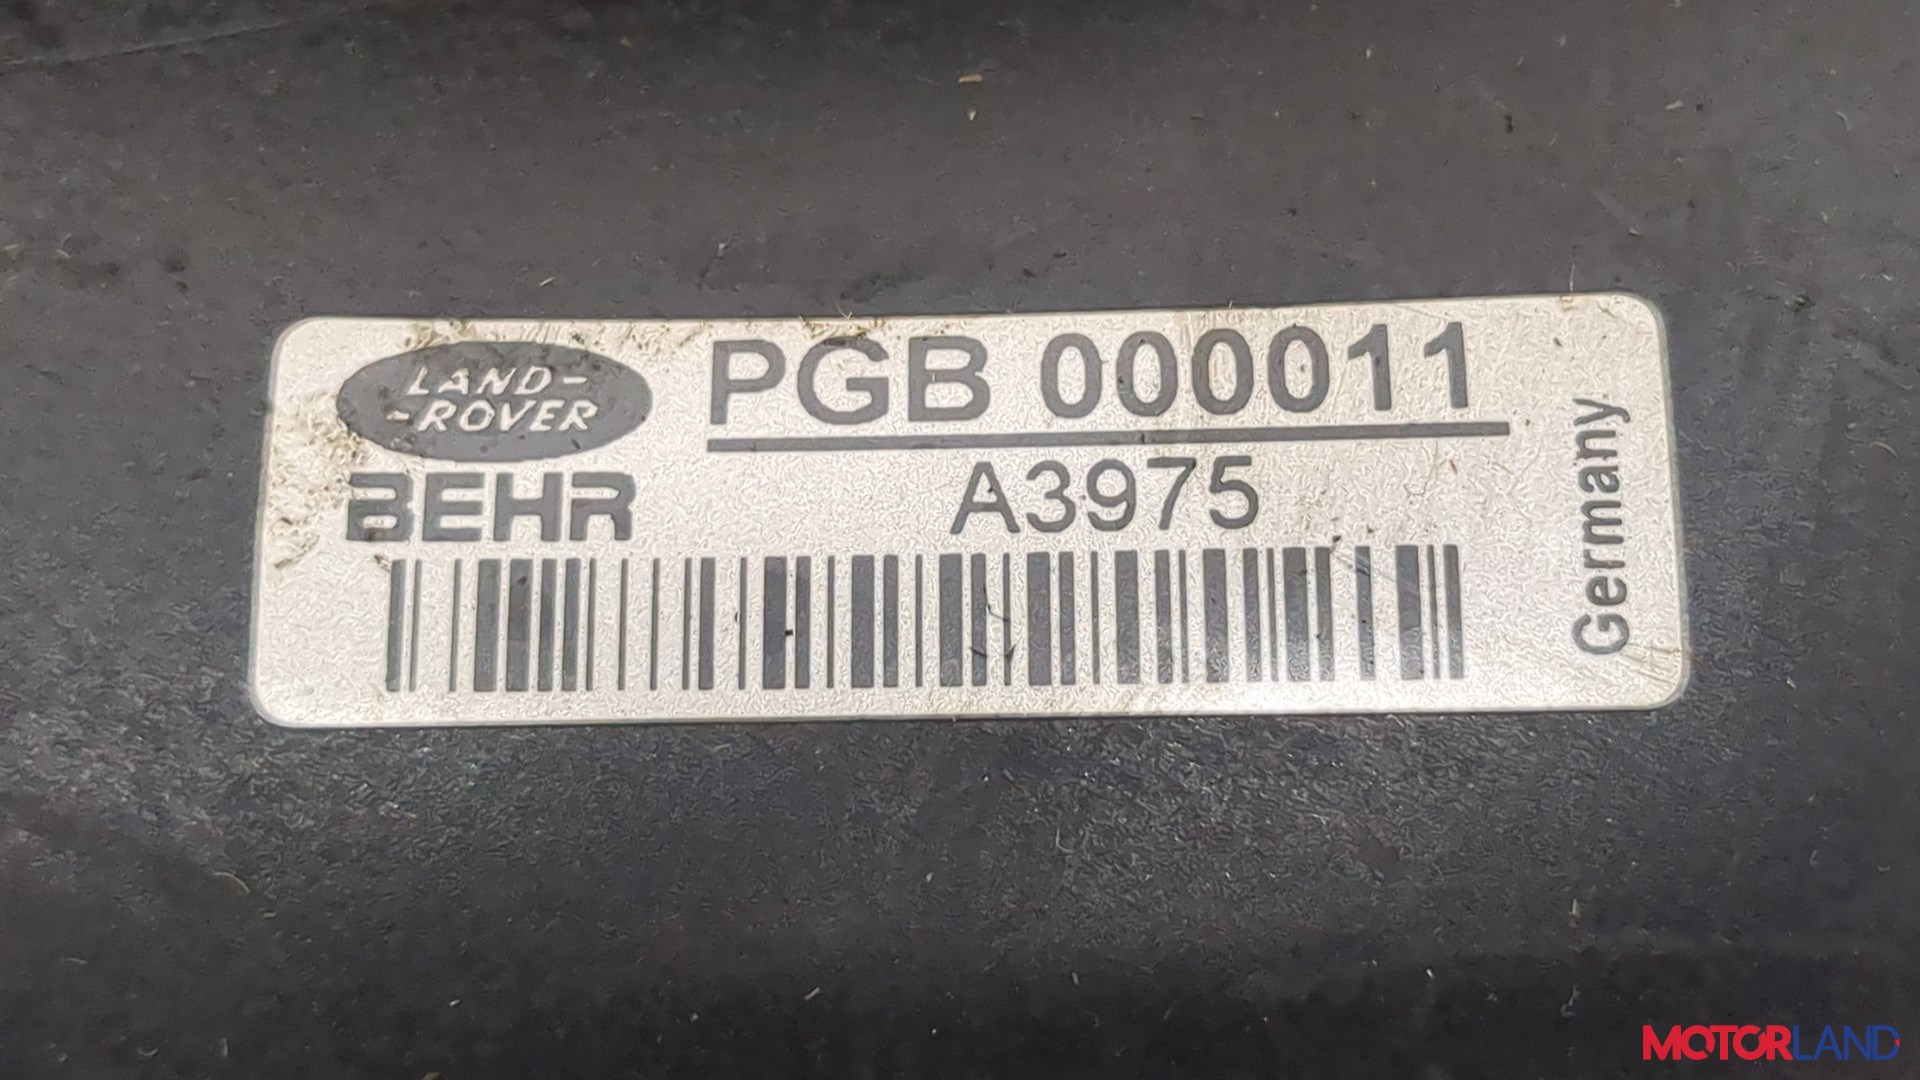 LAND-
-ROVER
PGB 000011
BEHR
A3975
Germany
MOTORLAND